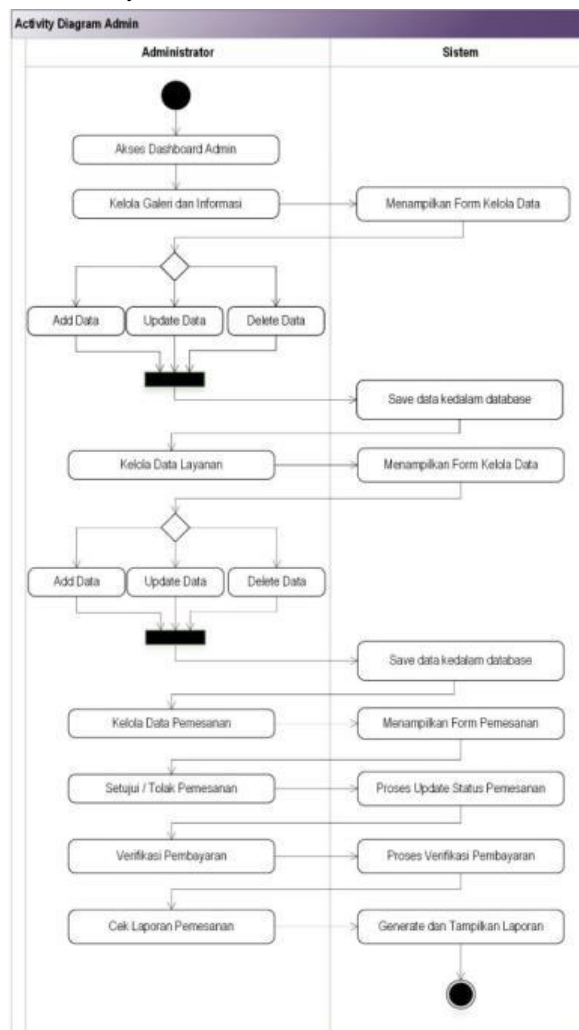 Activity Diagram Admin
Administrator
Sistem
Akses Dashboard Admin
Kelola Galeri dan Informasi
Menampilkan Form Kelola Data
Add Data
Update Data
Delete Data
Save data kedalam database
Kelola Data Layanan
Menampilkan Form Kelola Data
Add Data
Update Data
Delete Data
Save data kedalam database
Kelola Data Pemesanan
Menampilkan Form Pemesanan
Setujui / Tolak Pemesanan
Proses Update Status Pemesanan
Verifikasi Pembayaran
Proses Verifikasi Pembayaran
Cek Laporan Pemesanan
Generate dan Tampilkan Laporan